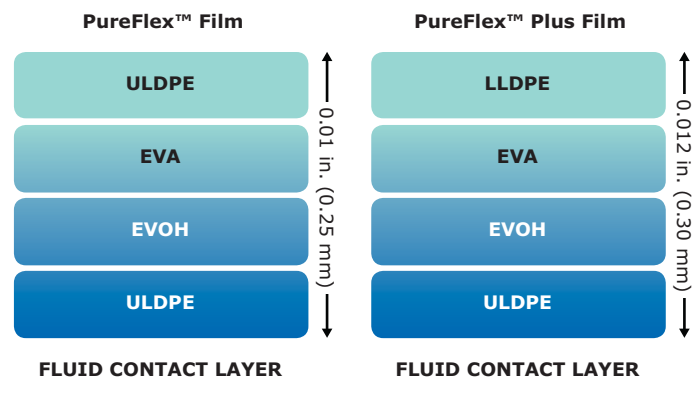 PureFlex™ Film
ULDPE
EVA
EVOH
ULDPE
0.01 in. (0.25 mm)
FLUID CONTACT LAYER
PureFlex™ Plus Film
LLDPE
EVA
EVOH
ULDPE
0.012 in. (0.30 mm)
FLUID CONTACT LAYER